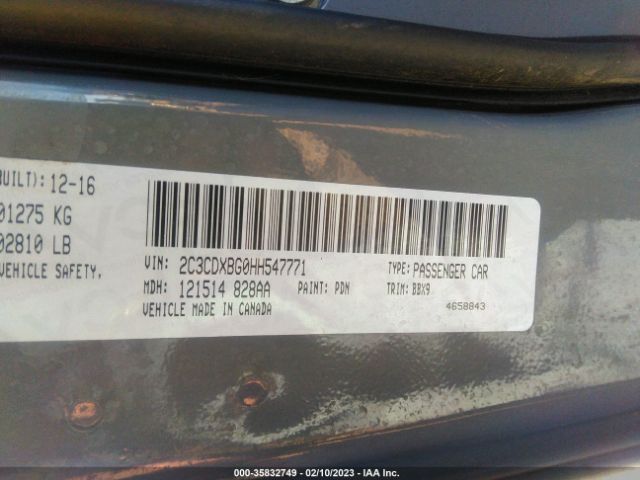 BUILT): 12-16
01275 KG
02810 LB
VEHICLE SAFETY,
VIN: 2C3CDXBG0HH547771 TYPE: PASSENGER CAR
MDH: 121514 828AA PAINT: PDN TRIM: BBX9
VEHICLE MADE IN CANADA 4658843
000-35832749 - 02/10/2023 - IAA Inc.